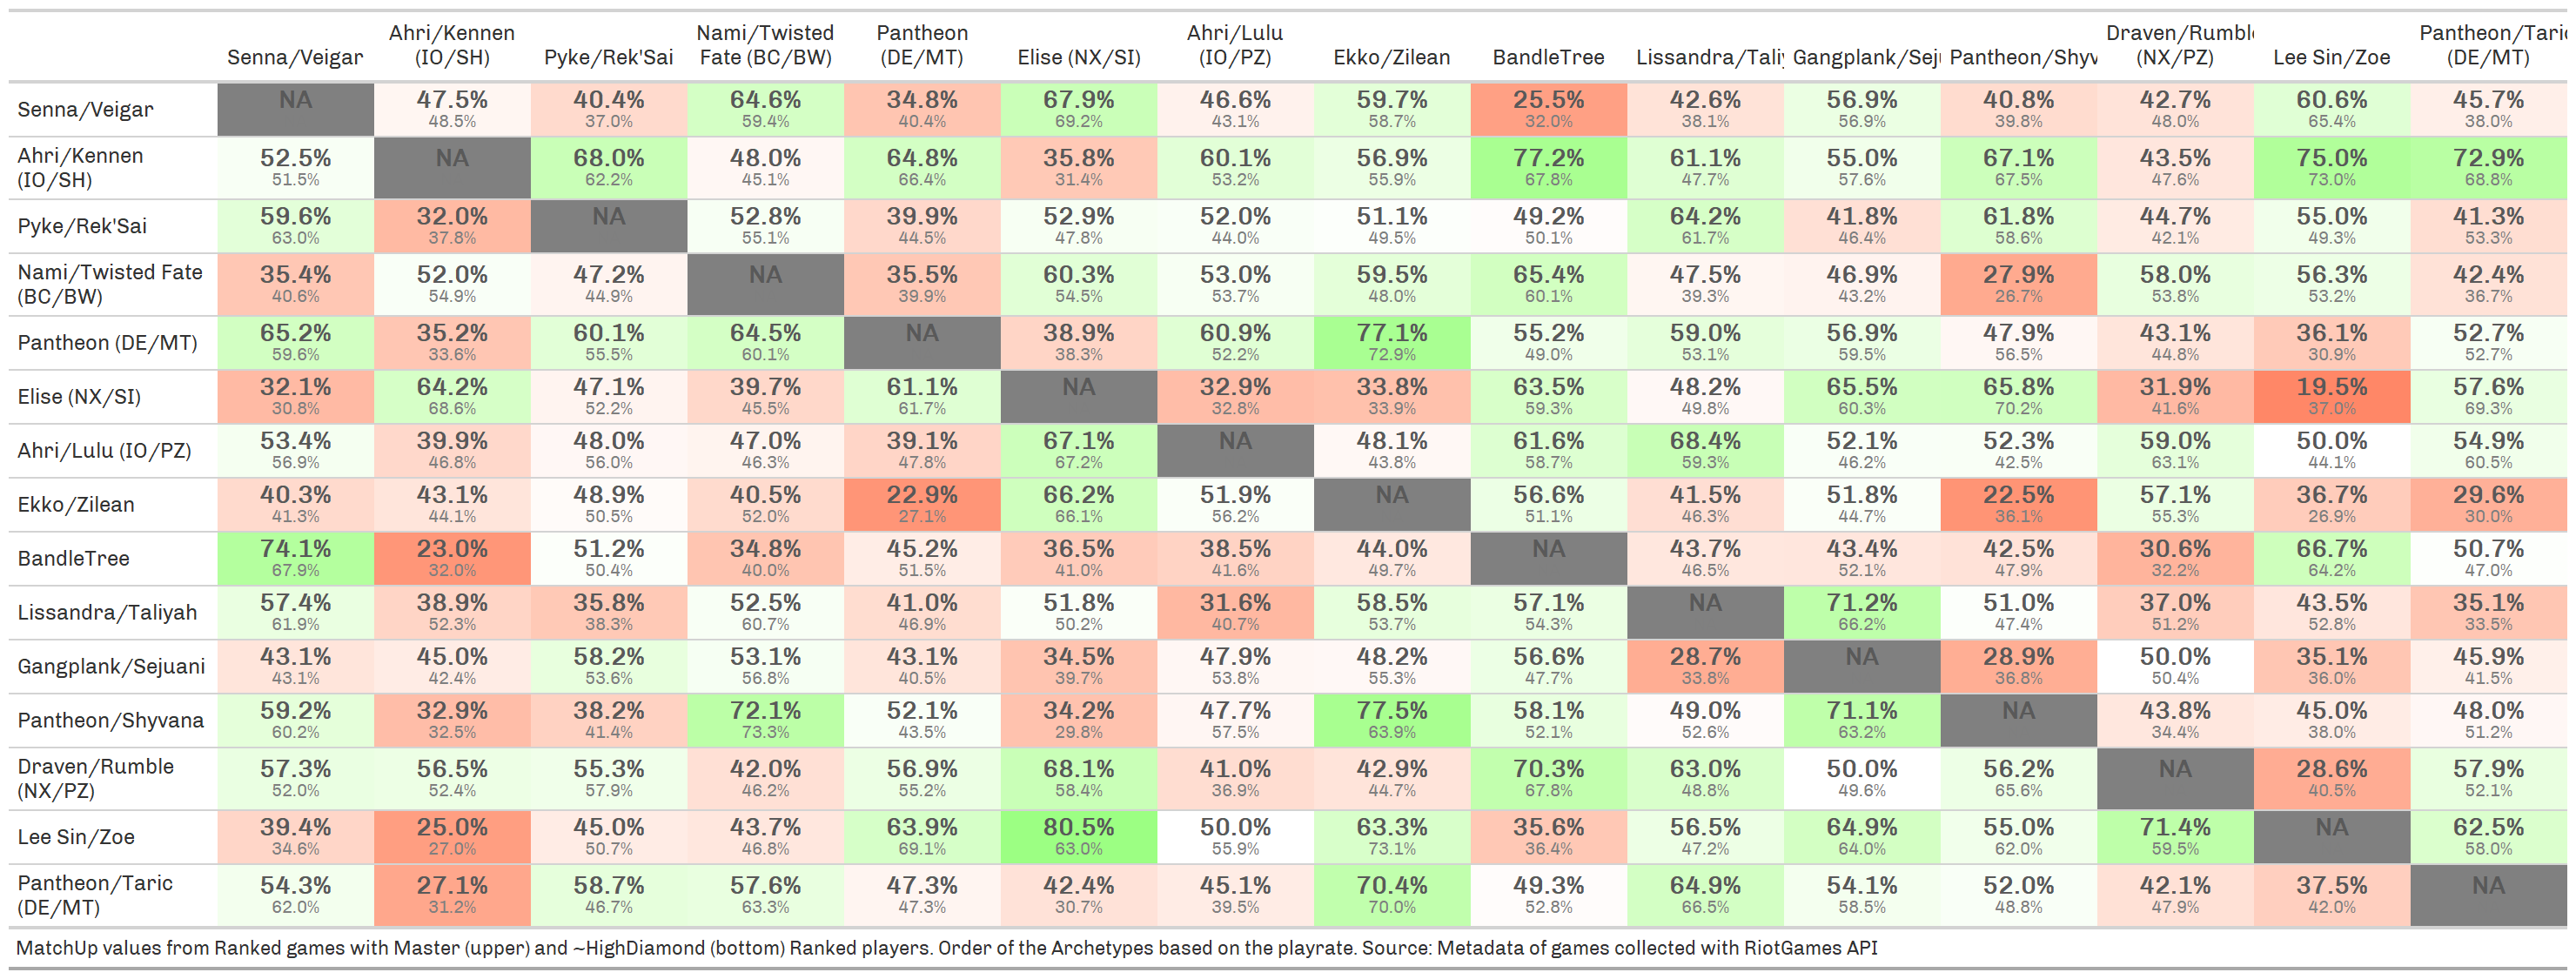 Senna/Veigar Ahri/Kennen (IO/SH) Pyke/Rek'Sai Nami/Twisted Fate (BC/BW) Pantheon (DE/MT) Elise (NX/SI) Ahri/Lulu (IO/PZ) Ekko/Zilean BandleTree Lissandra/Taliy Gangplank/Seju Pantheon/Shyv Draven/Rumble (NX/PZ) Lee Sin/Zoe Pantheon/Taric (DE/MT)
Senna/Veigar NA 47.5% 40.4% 64.6% 34.8% 67.9% 46.6% 59.7% 25.5% 42.6% 56.9% 40.8% 42.7% 60.6% 45.7%
48.5% 37.0% 59.4% 40.4% 69.2% 43.1% 58.7% 32.0% 38.1% 56.9% 39.8% 48.0% 65.4% 38.0%
Ahri/Kennen (IO/SH) 52.5% NA 68.0% 48.0% 64.8% 35.8% 60.1% 56.9% 77.2% 61.1% 55.0% 67.1% 43.5% 75.0% 72.9%
51.5% 62.2% 45.1% 66.4% 31.4% 53.2% 55.9% 67.8% 47.7% 57.6% 67.5% 47.6% 73.0% 68.8%
Pyke/Rek'Sai 59.6% 32.0% NA 52.8% 39.9% 52.9% 52.0% 51.1% 49.2% 64.2% 41.8% 61.8% 44.7% 55.0% 41.3%
63.0% 37.8% 55.1% 44.5% 47.8% 44.0% 49.5% 50.1% 61.7% 46.4% 58.6% 42.1% 49.3% 53.3%
Nami/Twisted Fate (BC/BW) 35.4% 52.0% 47.2% NA 35.5% 60.3% 53.0% 59.5% 65.4% 47.5% 46.9% 27.9% 58.0% 56.3% 42.4%
40.6% 54.9% 44.9% 39.9% 54.5% 53.7% 48.0% 60.1% 39.3% 43.2% 26.7% 53.8% 53.2% 36.7%
Pantheon (DE/MT) 65.2% 35.2% 60.1% 64.5% NA 38.9% 60.9% 77.1% 55.2% 59.0% 56.9% 47.9% 43.1% 36.1% 52.7%
59.6% 33.6% 55.5% 60.1% 38.3% 52.2% 72.9% 49.0% 53.1% 59.5% 56.5% 44.8% 30.9% 52.7%
Elise (NX/SI) 32.1% 64.2% 47.1% 39.7% 61.1% NA 32.9% 33.8% 63.5% 48.2% 65.5% 65.8% 31.9% 19.5% 57.6%
30.8% 68.6% 52.2% 45.5% 61.7% 32.8% 33.9% 59.3% 49.8% 60.3% 70.2% 41.6% 37.0% 69.3%
Ahri/Lulu (IO/PZ) 53.4% 39.9% 48.0% 47.0% 39.1% 67.1% NA 48.1% 61.6% 68.4% 52.1% 52.3% 59.0% 50.0% 54.9%
56.9% 46.8% 56.0% 46.3% 47.8% 67.2% 43.8% 58.7% 59.3% 46.2% 42.5% 63.1% 44.1% 60.5%
Ekko/Zilean 40.3% 43.1% 48.9% 40.5% 22.9% 66.2% 51.9% NA 56.6% 41.5% 51.8% 22.5% 57.1% 36.7% 29.6%
41.3% 44.1% 50.5% 52.0% 27.1% 66.1% 56.2% 51.1% 46.3% 44.7% 36.1% 55.3% 26.9% 30.0%
BandleTree 74.1% 23.0% 51.2% 34.8% 45.2% 36.5% 38.5% 44.0% NA 43.7% 43.4% 42.5% 30.6% 66.7% 50.7%
67.9% 32.0% 50.4% 40.0% 51.5% 41.0% 41.6% 49.7% 46.5% 52.1% 47.9% 32.2% 64.2% 47.0%
Lissandra/Taliyah 57.4% 38.9% 35.8% 52.5% 41.0% 51.8% 31.6% 58.5% 57.1% NA 71.2% 51.0% 37.0% 43.5% 35.1%
61.9% 52.3% 38.3% 60.7% 46.9% 50.2% 40.7% 53.7% 54.3% 66.2% 47.4% 51.2% 52.8% 33.5%
Gangplank/Sejuani 43.1% 45.0% 58.2% 53.1% 43.1% 34.5% 47.9% 48.2% 56.6% 28.7% NA 28.9% 50.0% 35.1% 45.9%
43.1% 42.4% 53.6% 56.8% 40.5% 39.7% 53.8% 55.3% 47.7% 33.8% 36.8% 50.4% 36.0% 41.5%
Pantheon/Shyvana 59.2% 32.9% 38.2% 72.1% 52.1% 34.2% 47.7% 77.5% 58.1% 49.0% 71.1% NA 43.8% 45.0% 48.0%
60.2% 32.5% 41.4% 73.3% 43.5% 29.8% 57.5% 63.9% 52.1% 52.6% 63.2% 34.4% 38.0% 51.2%
Draven/Rumble (NX/PZ) 57.3% 56.5% 55.3% 42.0% 56.9% 68.1% 41.0% 42.9% 70.3% 63.0% 50.0% 56.2% NA 28.6% 57.9%
52.0% 52.4% 57.9% 46.2% 55.2% 58.4% 36.9% 44.7% 67.8% 48.8% 49.6% 65.6% 40.5% 52.1%
Lee Sin/Zoe 39.4% 25.0% 45.0% 43.7% 63.9% 80.5% 50.0% 63.3% 35.6% 56.5% 64.9% 55.0% 71.4% NA 62.5%
34.6% 27.0% 50.7% 46.8% 69.1% 63.0% 55.9% 73.1% 36.4% 47.2% 64.0% 62.0% 59.5% 58.0%
Pantheon/Taric (DE/MT) 54.3% 27.1% 58.7% 57.6% 47.3% 42.4% 45.1% 70.4% 49.3% 64.9% 54.1% 52.0% 42.1% 37.5% NA
62.0% 31.2% 46.7% 63.3% 47.3% 30.7% 39.5% 70.0% 52.8% 66.5% 58.5% 48.8% 47.9% 42.0%
MatchUp values from Ranked games with Master (upper) and ~HighDiamond (bottom) Ranked players. Order of the Archetypes based on the playrate. Source: Metadata of games collected with RiotGames API